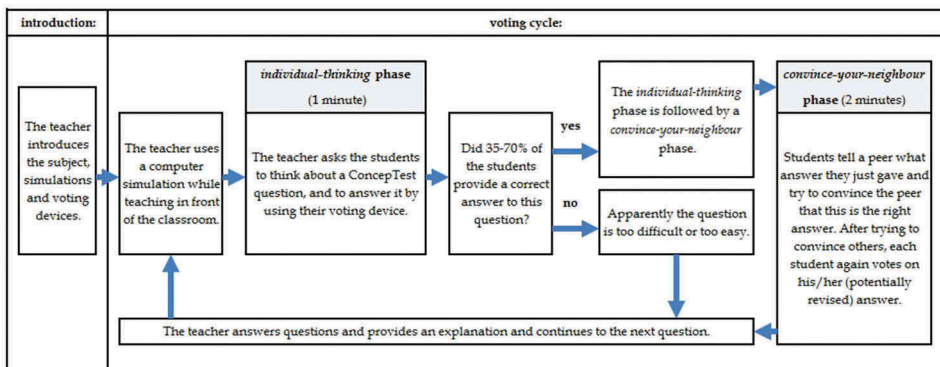 introduction:
voting cycle:
The teacher
introduces
the subject,
simulations
and voting
devices.
The teacher uses
a computer
simulation while
teaching in front
of the classroom.
individual-thinking phase
(1 minute)
The teacher asks the students
to think about a ConcepTest
question, and to answer it by
using their voting device.
Did 35-70% of
the students
provide a correct
answer to this
question?
yes
no
The individual-thinking
phase is followed by a
convince-your-neighbour
phase.
Apparently the question
is too difficult or too easy.
convince-your-neighbour
phase (2 minutes)
Students tell a peer what
answer they just gave and
try to convince the peer
that this is the right
answer. After trying to
convince others, each
student again votes on
his/her (potentially
revised) answer.
The teacher answers questions and provides an explanation and continues to the next question.